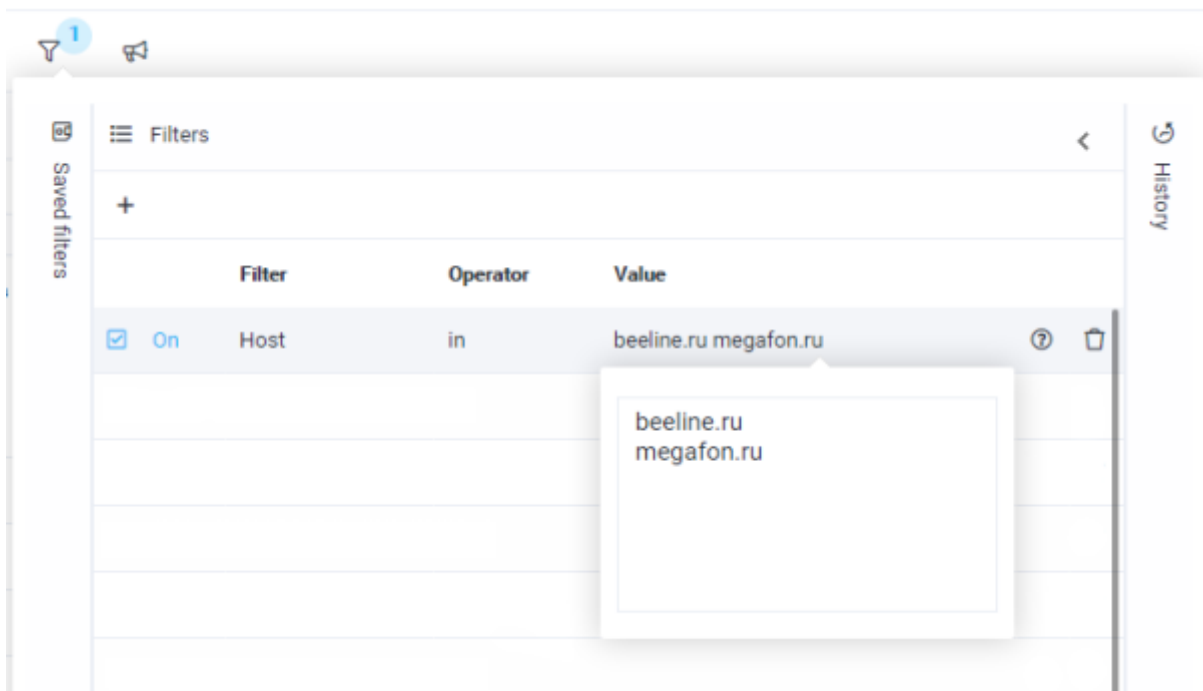 1
Saved filters
Filters
History
+
Filter Operator Value
On Host in beeline.ru megafon.ru
beeline.ru
megafon.ru